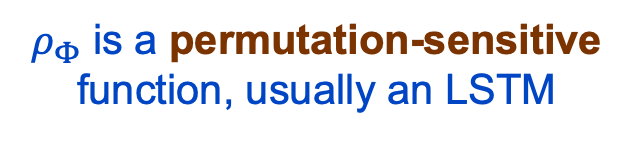 ρ_Φ is a permutation-sensitive
function, usually an LSTM